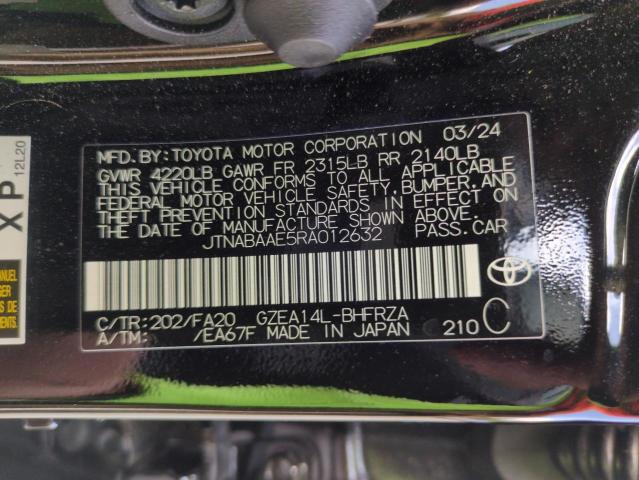 MFD.BY:TOYOTA MOTOR CORPORATION 03/24
GVWR 4220LB GAWR FR 2315LB RR 2140LB
THIS VEHICLE CONFORMS TO ALL APPLICABLE
FEDERAL MOTOR VEHICLE SAFETY, BUMPER, AND
THEFT PREVENTION STANDARDS IN EFFECT ON
THE DATE OF MANUFACTURE SHOWN ABOVE.
JTNABAAE5RA012632 PASS.CAR
C/TR:202/FA20 GZEA14L-BHFRZA
A/TM: /EA67F MADE IN JAPAN 210 C
XP
12L20